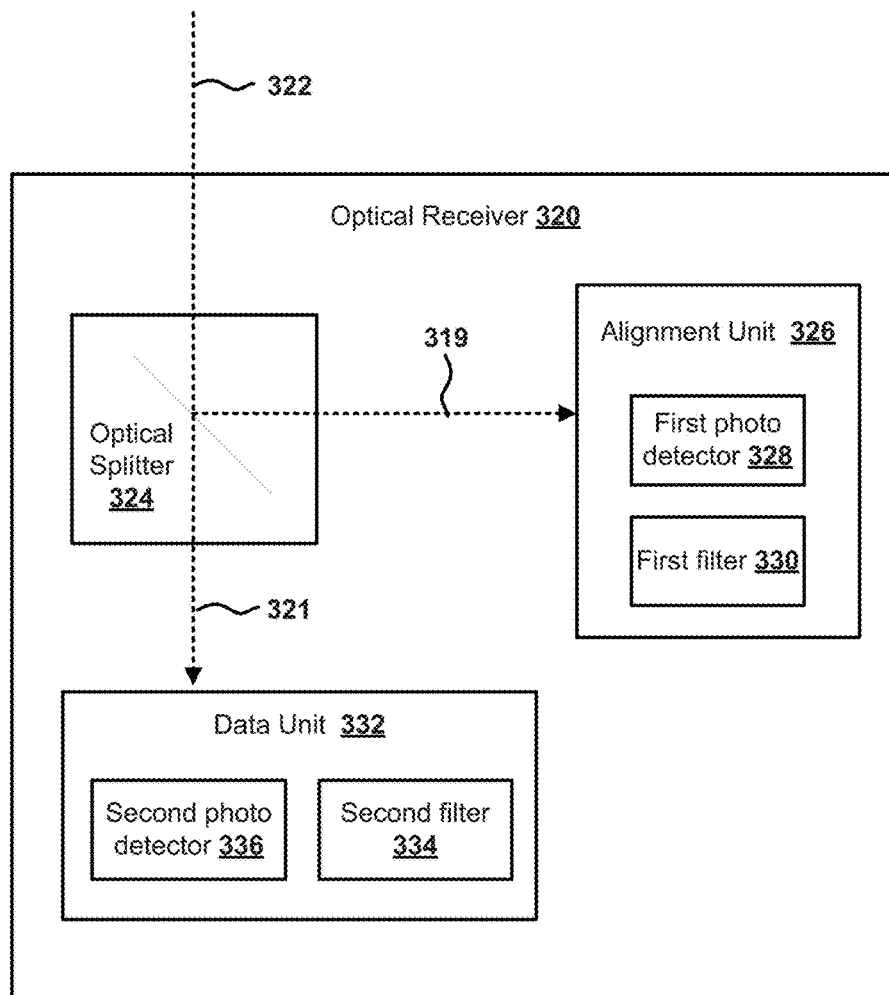 322
Optical Receiver 320
319
Alignment Unit 326
First photo
detector 328
First filter 330
Optical
Splitter
324
321
Data Unit 332
Second photo
detector 336
Second filter
334